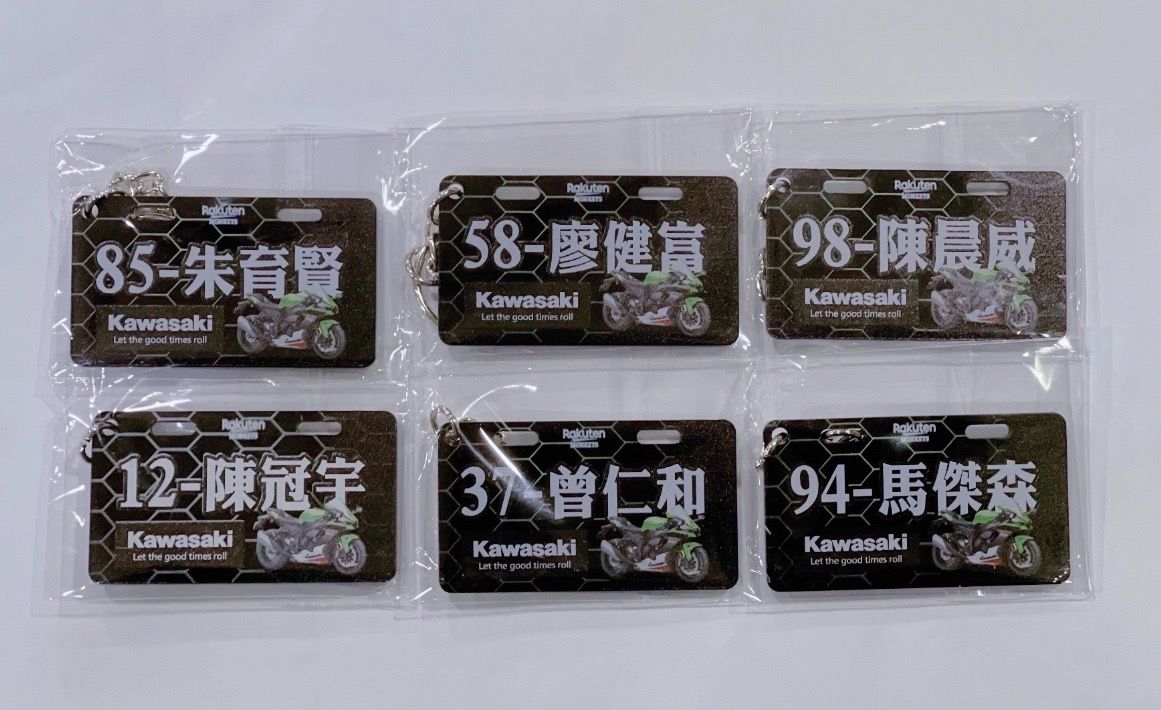 Rakuten
MONKEYS
85-朱育賢
Kawasaki
Let the good times roll
Rakuten
MONKEYS
58-廖健富
Kawasaki
Let the good times roll
Rakuten
MONKEYS
98-陳晨威
Kawasaki
Let the good times roll
Rakuten
MONKEYS
12-陳冠宇
Kawasaki
Let the good times roll
Rakuten
MONKEYS
37-曾仁和
Kawasaki
Let the good times roll
Rakuten
MONKEYS
94-馬傑森
Kawasaki
Let the good times roll